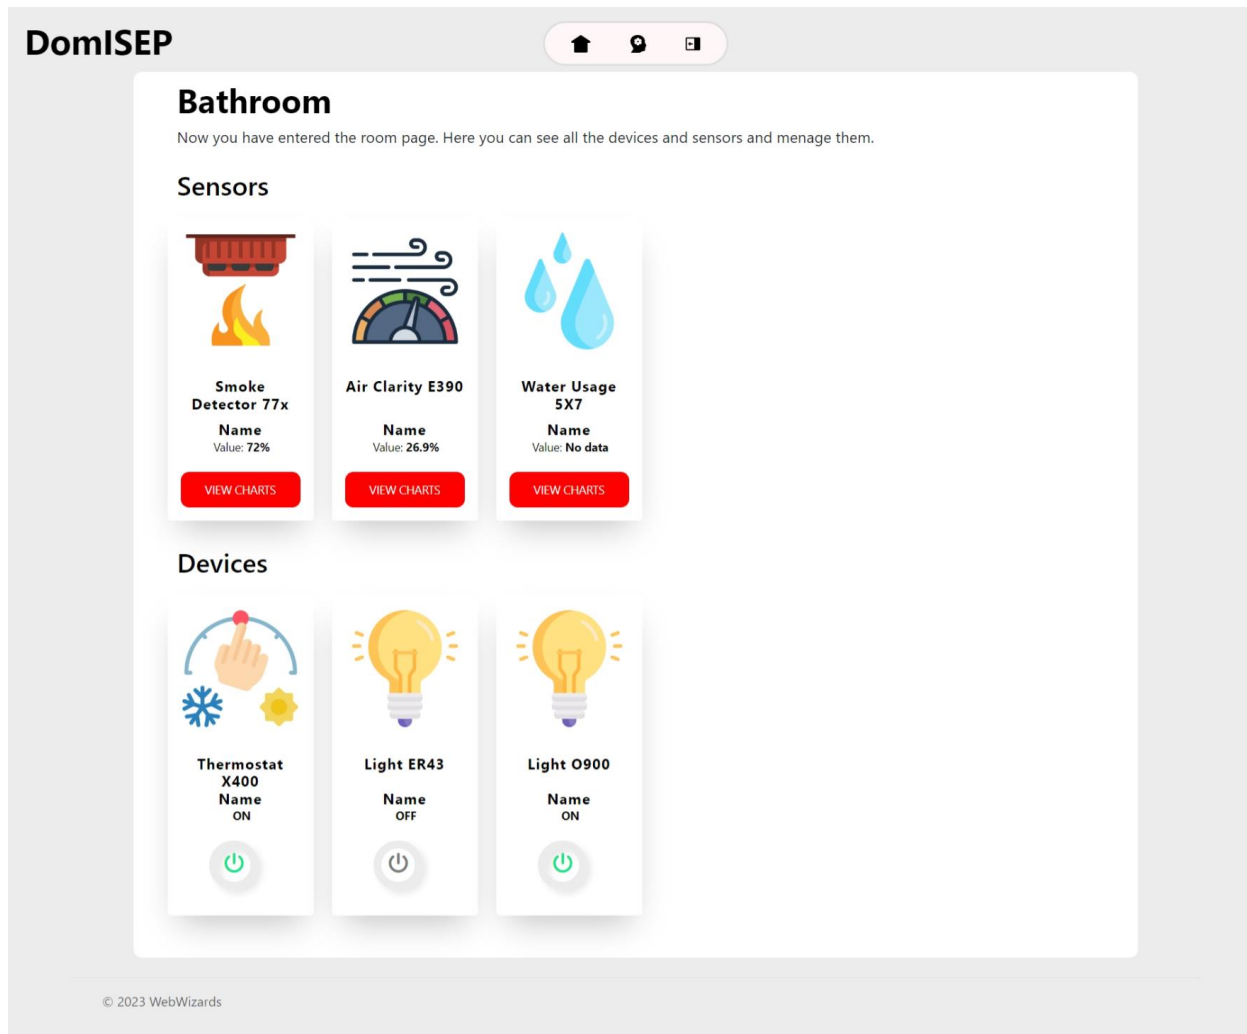 DomISEP
Bathroom
Now you have entered the room page. Here you can see all the devices and sensors and menage them.
Sensors
Smoke
Detector 77x
Name
Value: 72%
VIEW CHARTS
Air Clarity E390
Name
Value: 26.9%
VIEW CHARTS
Water Usage
5X7
Name
Value: No data
VIEW CHARTS
Devices
Thermostat
X400
Name
ON
Light ER43
Name
OFF
Light O900
Name
ON
© 2023 WebWizards